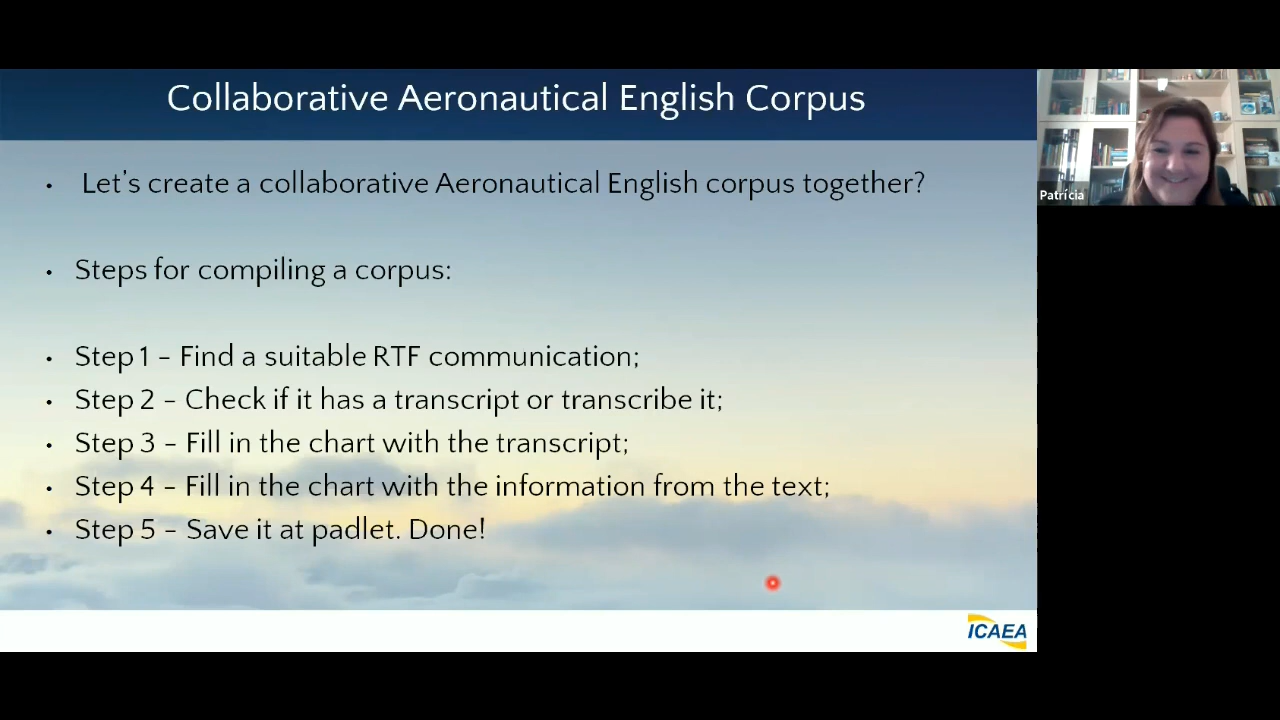 Collaborative Aeronautical English Corpus
• Let's create a collaborative Aeronautical English corpus together?
• Steps for compiling a corpus:
• Step 1 – Find a suitable RTF communication;
• Step 2 – Check if it has a transcript or transcribe it;
• Step 3 – Fill in the chart with the transcript;
• Step 4 – Fill in the chart with the information from the text;
• Step 5 – Save it at padlet. Done!
ICAEA
Patrícia